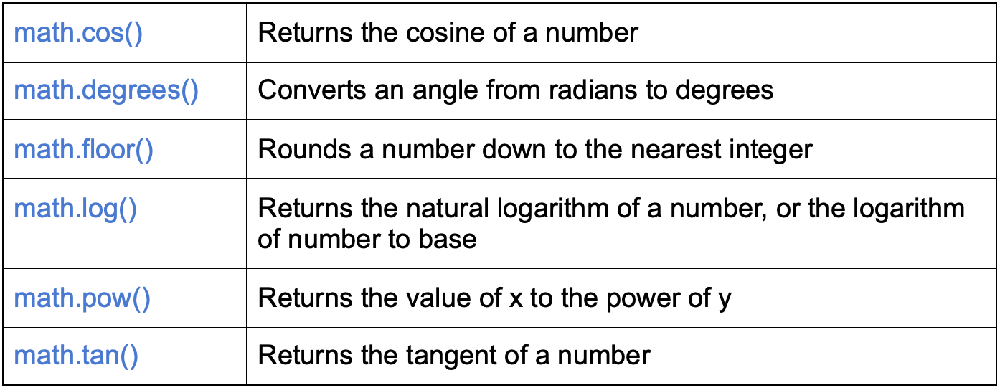 math.cos() Returns the cosine of a number
math.degrees() Converts an angle from radians to degrees
math.floor() Rounds a number down to the nearest integer
math.log() Returns the natural logarithm of a number, or the logarithm
of number to base
math.pow() Returns the value of x to the power of y
math.tan() Returns the tangent of a number